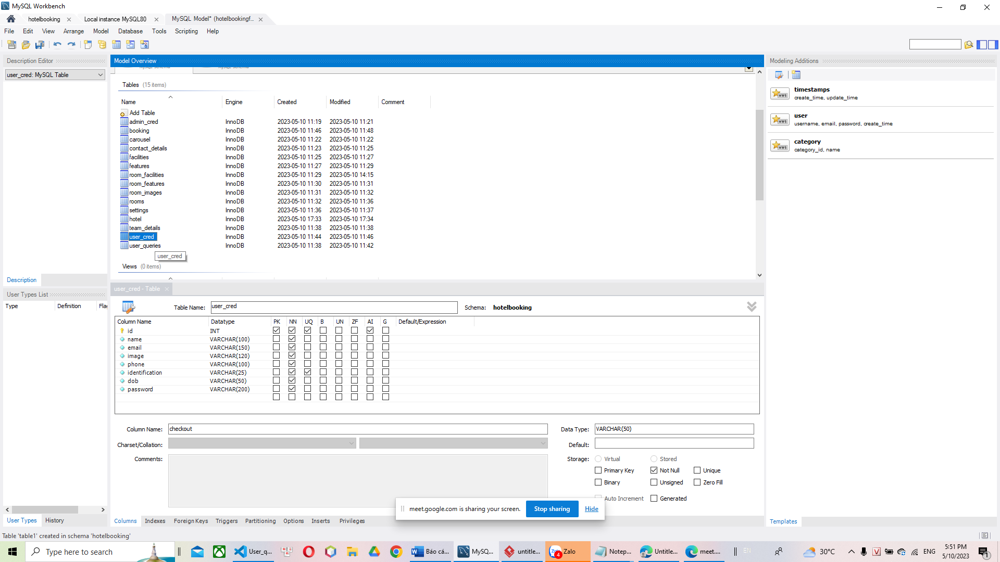 MySQL Workbench
hotelbooking
Local instance MySQL80
MySQL Model* (hotelbookingf...
File Edit View Arrange Model Database Tools Scripting Help
Description Editor
user_cred: MySQL Table
Description
User Types List
Type Definition Flag
User Types History
Model Overview
MySQL Schema MySQL Schema
Tables (15 items)
Name Engine Created Modified Comment
Add Table
admin_cred InnoDB 2023-05-10 11:19 2023-05-10 11:21
booking InnoDB 2023-05-10 11:46 2023-05-10 11:48
carousel InnoDB 2023-05-10 11:22 2023-05-10 11:22
contact_details InnoDB 2023-05-10 11:23 2023-05-10 11:25
facilities InnoDB 2023-05-10 11:25 2023-05-10 11:27
features InnoDB 2023-05-10 11:27 2023-05-10 11:29
room_facilities InnoDB 2023-05-10 11:29 2023-05-10 14:15
room_features InnoDB 2023-05-10 11:30 2023-05-10 11:31
room_images InnoDB 2023-05-10 11:31 2023-05-10 11:32
rooms InnoDB 2023-05-10 11:32 2023-05-10 11:36
settings InnoDB 2023-05-10 11:36 2023-05-10 11:37
hotel InnoDB 2023-05-10 17:33 2023-05-10 17:34
team_details InnoDB 2023-05-10 11:38 2023-05-10 11:38
user_cred InnoDB 2023-05-10 11:44 2023-05-10 11:46
user_queries InnoDB 2023-05-10 11:38 2023-05-10 11:42
user_cred
Views (0 items)
user_cred - Table
Table Name: user_cred Schema: hotelbooking
Column Name Datatype PK NN UQ B UN ZF AI G Default/Expression
id INT
name VARCHAR(100)
email VARCHAR(150)
image VARCHAR(120)
phone VARCHAR(100)
identification VARCHAR(25)
dob VARCHAR(50)
password VARCHAR(200)
Column Name: checkout Data Type: VARCHAR(50)
Charset/Collation: Default:
Comments: Storage: Virtual Stored
Primary Key Not Null Unique
Binary Unsigned Zero Fill
Auto Increment Generated
meet.google.com is sharing your screen. Stop sharing Hide
Columns Indexes Foreign Keys Triggers Partitioning Options Inserts Privileges
Modeling Additions
timestamps
create_time, update_time
user
username, email, password, create_time
category
category_id, name
Templates
Table 'table1' created in schema 'hotelbooking'
Type here to search
User_q... Báo cá... MySQ... untitle... Zalo 4 Notep... Untitle... meet.... EN 30°C ENG
5:51 PM
5/10/2023
1